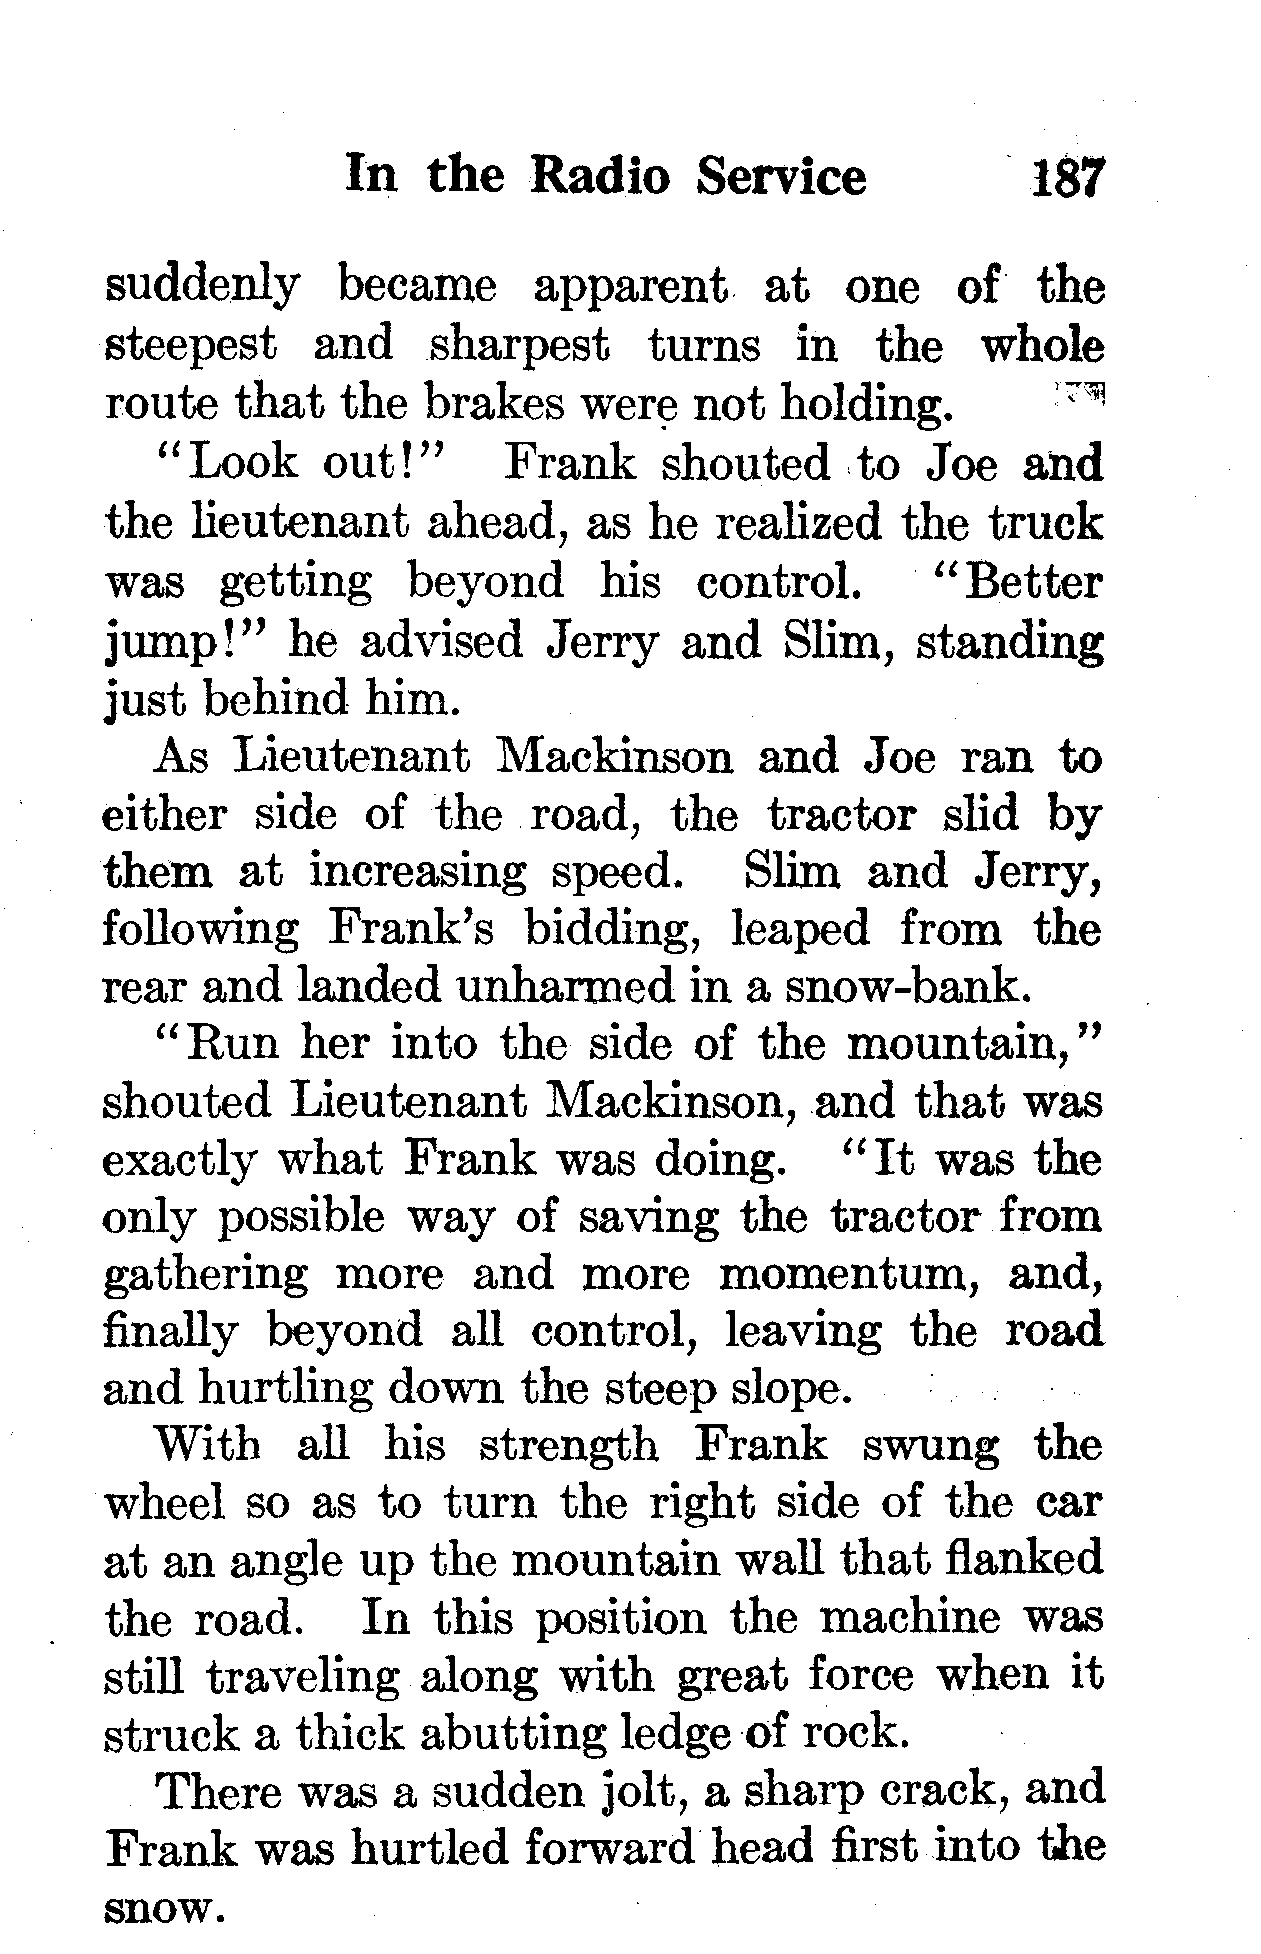 In the Radio Service 187
suddenly became apparent at one of the
steepest and sharpest turns in the whole
route that the brakes were not holding.
"Look out!" Frank shouted to Joe and
the lieutenant ahead, as he realized the truck
was getting beyond his control. "Better
jump!" he advised Jerry and Slim, standing
just behind him.
As Lieutenant Mackinson and Joe ran to
either side of the road, the tractor slid by
them at increasing speed. Slim and Jerry,
following Frank's bidding, leaped from the
rear and landed unharmed in a snow-bank.
"Run her into the side of the mountain,"
shouted Lieutenant Mackinson, and that was
exactly what Frank was doing. "It was the
only possible way of saving the tractor from
gathering more and more momentum, and,
finally beyond all control, leaving the road
and hurtling down the steep slope.
With all his strength Frank swung the
wheel so as to turn the right side of the car
at an angle up the mountain wall that flanked
the road. In this position the machine was
still traveling along with great force when it
struck a thick abutting ledge of rock.
There was a sudden jolt, a sharp crack, and
Frank was hurtled forward head first into the
snow.